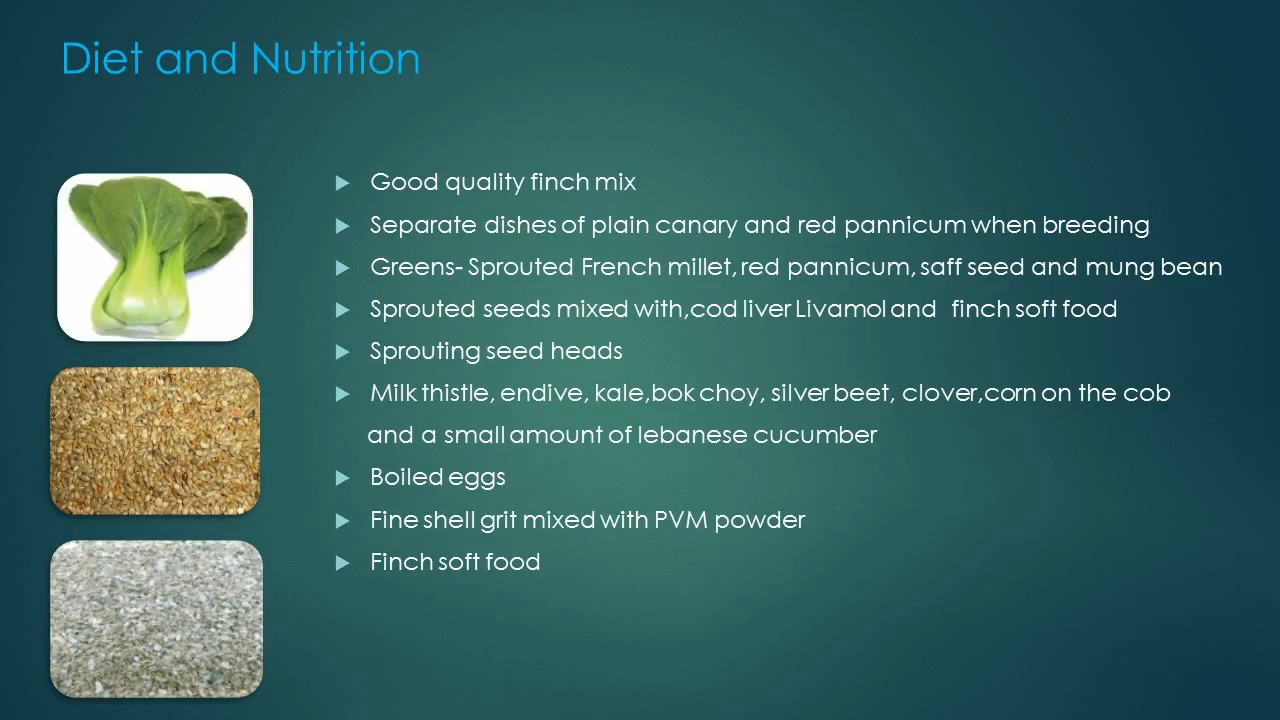 Diet and Nutrition
Good quality finch mix
Separate dishes of plain canary and red pannicum when breeding
Greens- Sprouted French millet, red pannicum, saff seed and mung bean
Sprouted seeds mixed with,cod liver Livamol and finch soft food
Sprouting seed heads
Milk thistle, endive, kale,bok choy, silver beet, clover,corn on the cob
and a small amount of lebanese cucumber
Boiled eggs
Fine shell grit mixed with PVM powder
Finch soft food